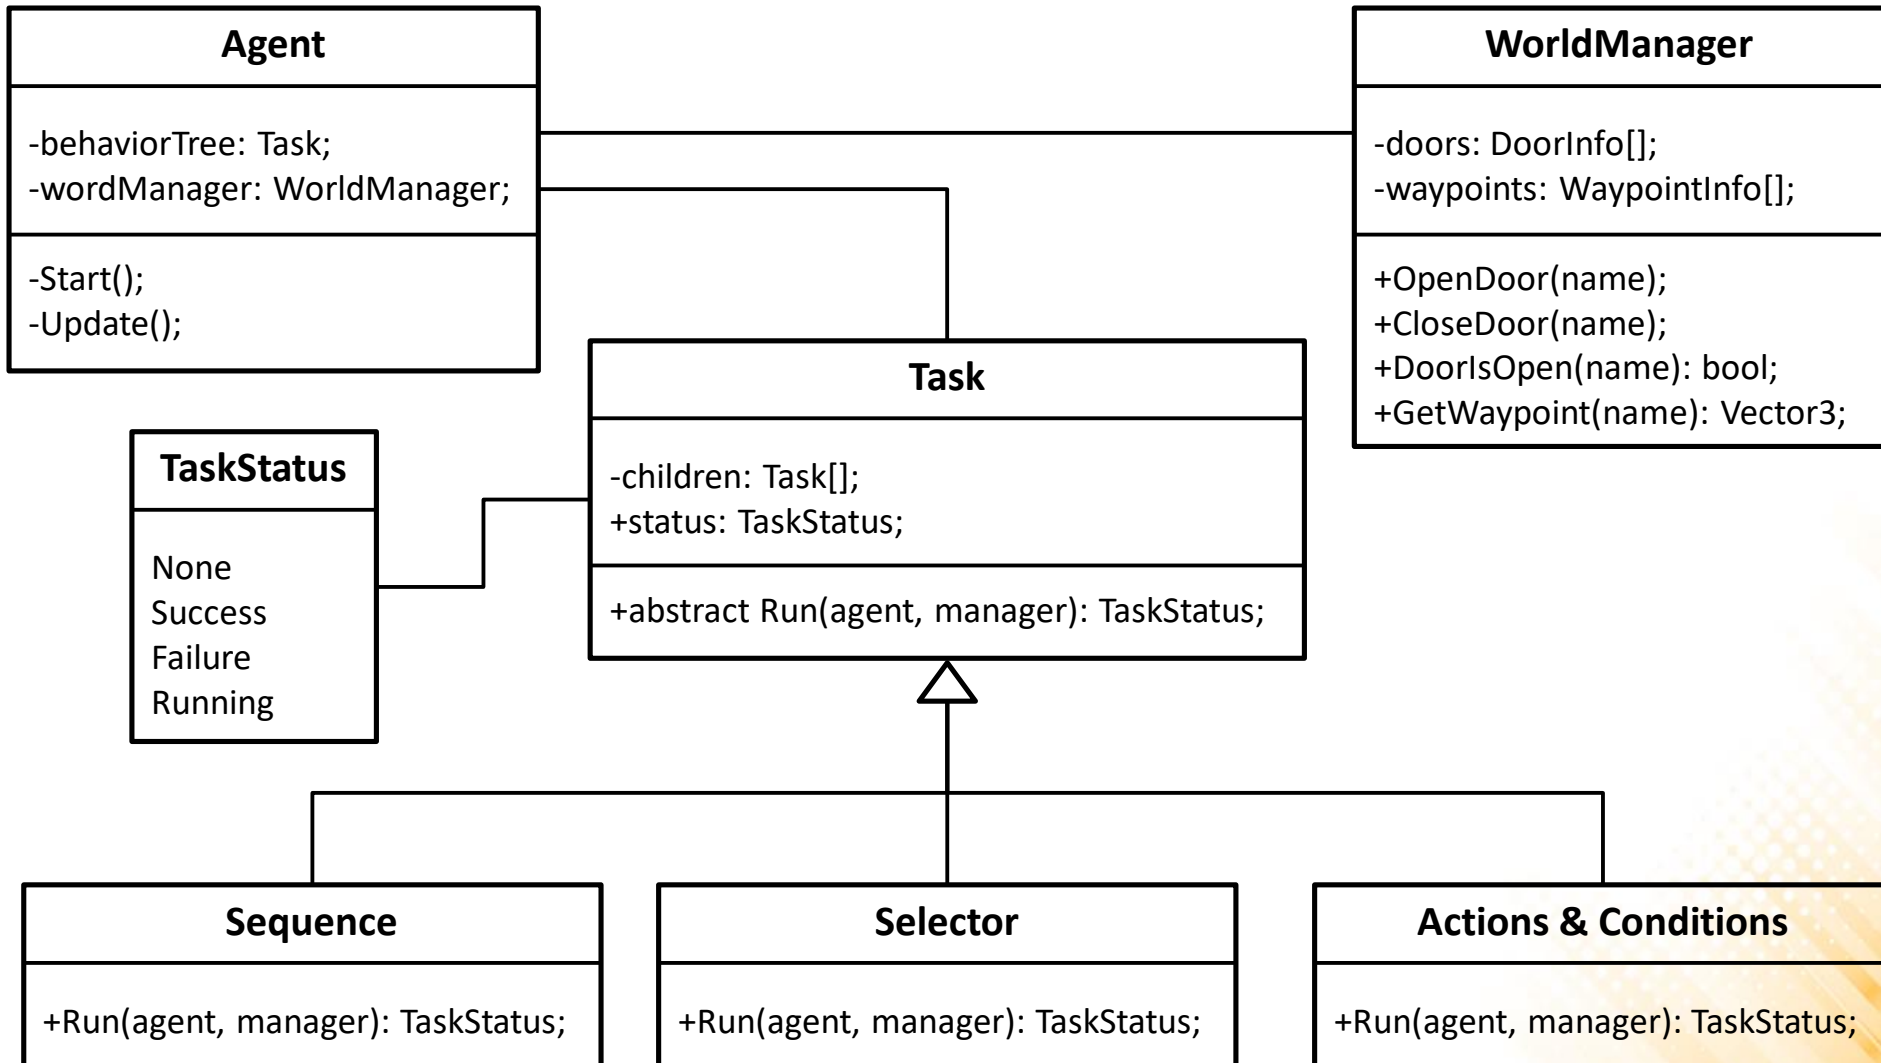 Agent
-behaviorTree: Task;
-wordManager: WorldManager;
-Start();
-Update();
WorldManager
-doors: DoorInfo[];
-waypoints: WaypointInfo[];
+OpenDoor(name);
+CloseDoor(name);
+DoorIsOpen(name): bool;
+GetWaypoint(name): Vector3;
Task
-children: Task[];
+status: TaskStatus;
+abstract Run(agent, manager): TaskStatus;
TaskStatus
None
Success
Failure
Running
Sequence
+Run(agent, manager): TaskStatus;
Selector
+Run(agent, manager): TaskStatus;
Actions & Conditions
+Run(agent, manager): TaskStatus;